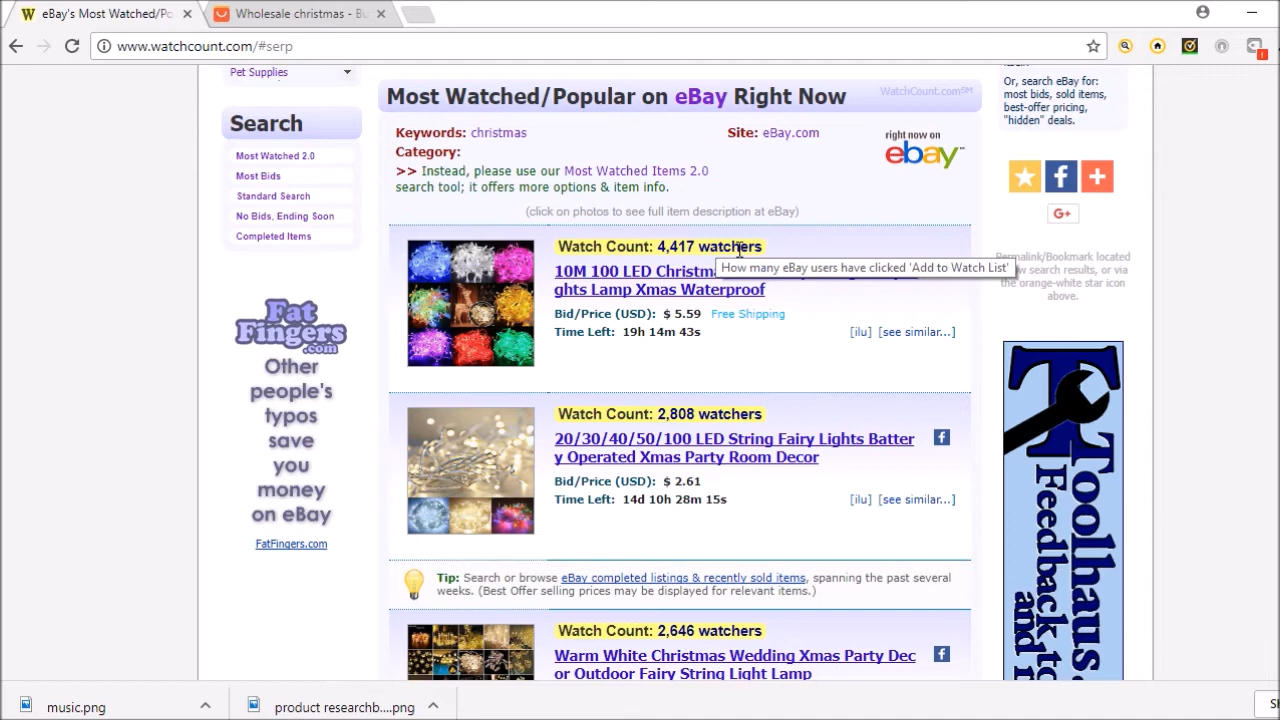 eBay's Most Watched/Po
Wholesale christmas - Bu
www.watchcount.com/#serp
Pet Supplies
Search
Most Watched 2.0
Most Bids
Standard Search
No Bids, Ending Soon
Completed Items
Fat
Fingers
.com
Other
people's
typos
save
you
money
on eBay
FatFingers.com
Most Watched/Popular on eBay Right Now
WatchCount.com℠
Keywords: christmas
Site: eBay.com
Category:
right now on
ebay
>> Instead, please use our Most Watched Items 2.0
search tool; it offers more options & item info.
(click on photos to see full item description at eBay)
Watch Count: 4,417 watchers
How many eBay users have clicked 'Add to Watch List'
10M 100 LED Christma
ghts Lamp Xmas Waterproof
Bid/Price (USD): $ 5.59 Free Shipping
Time Left: 19h 14m 43s
[ilu] [see similar...]
Watch Count: 2,808 watchers
20/30/40/50/100 LED String Fairy Lights Batter
y Operated Xmas Party Room Decor
Bid/Price (USD): $ 2.61
Time Left: 14d 10h 28m 15s
[ilu] [see similar...]
Tip: Search or browse eBay completed listings & recently sold items, spanning the past several
weeks. (Best Offer selling prices may be displayed for relevant items.)
Watch Count: 2,646 watchers
Warm White Christmas Wedding Xmas Party Dec
or Outdoor Fairy String Light Lamp
Or, search eBay for:
most bids, sold items,
best-offer pricing,
"hidden" deals.
G+
Permalink/Bookmark located
w search results, or via
the orange-white star icon
above.
Toolhaus
Feedback to
and
music.png
product researchb....png